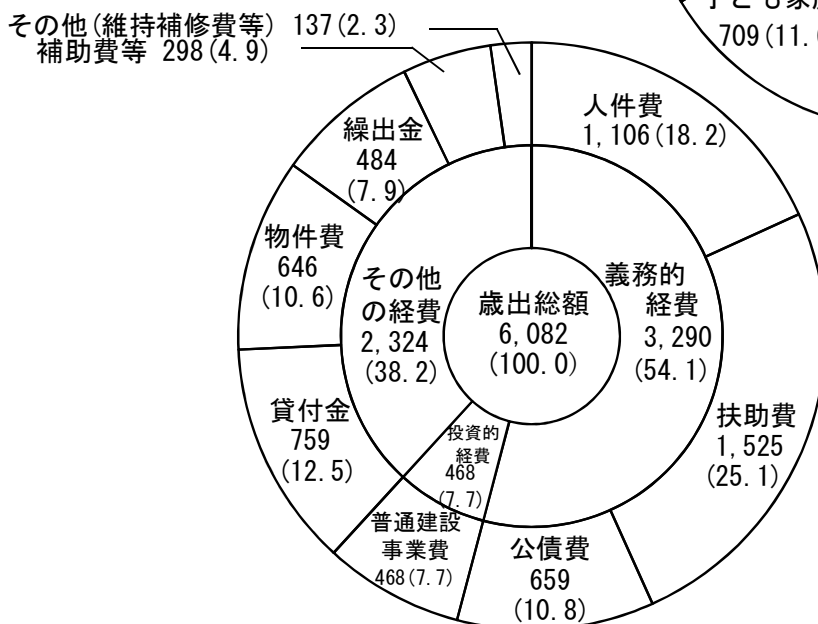 その他(維持補修費等) 137(2.3)
補助費等 298(4.9)
709(11.
人件費
1,106(18.2)
繰出金
484
(7.9)
物件費
646
(10.6)
その他
の経費
2,324
(38.2)
歳出総額
6,082
(100.0)
義務的
経費
3,290
(54.1)
扶助費
1,525
(25.1)
貸付金
759
(12.5)
投資的
経費
468
(7.7)
普通建設
事業費
468(7.7)
公債費
659
(10.8)